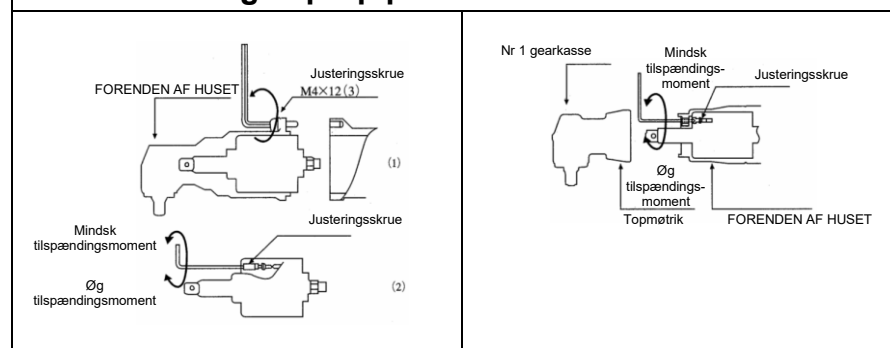 FORENDEN AF HUSET
Justeringsskrue
M4×12(3)
(1)
Mindsk
tilspændingsmoment
Justeringsskrue
Øg
tilspændingsmoment
(2)
Nr 1 gearkasse
Mindsk
tilspændings-
moment
Justeringsskrue
Øg
tilspændings-
moment
Topmøtrik
FORENDEN AF HUSET